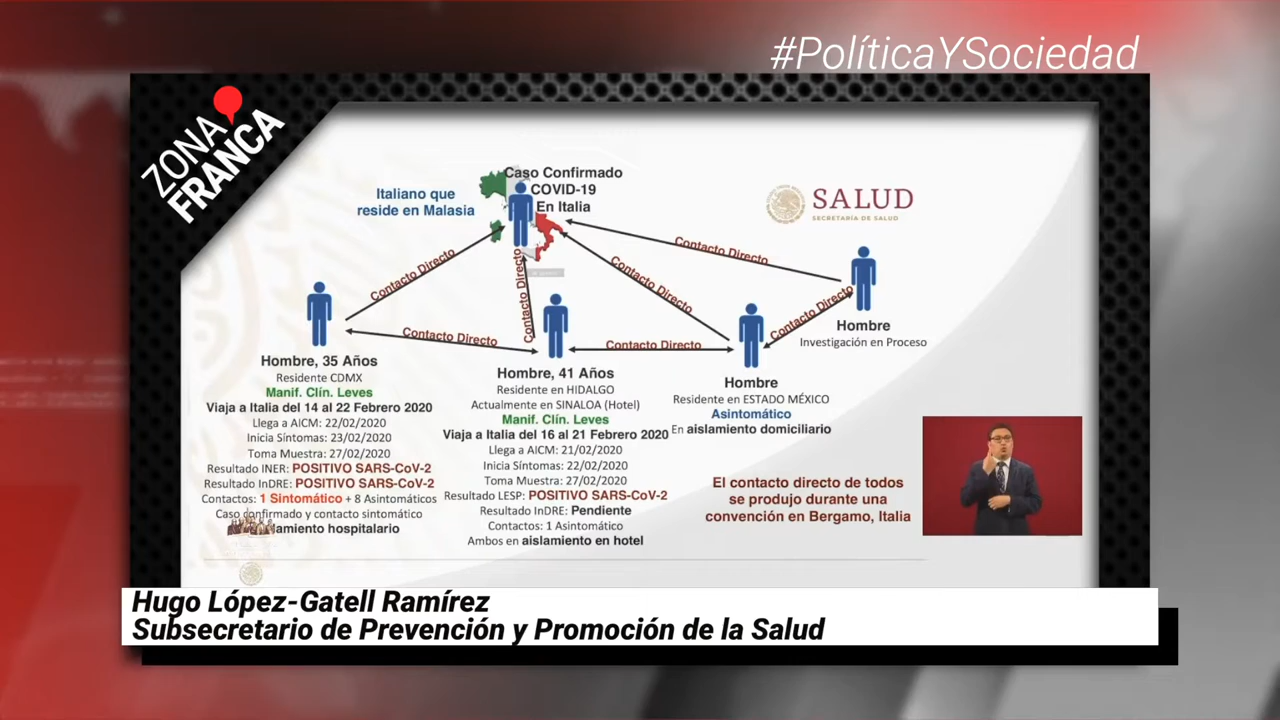 #PolíticaYSociedad
ZONA
FRANCA
Caso Confirmado
COVID-19
En Italia
Italiano que
reside en Malasia
SALUD
SECRETARÍA DE SALUD
Contacto Directo
Contacto Directo
Contacto Directo
Contacto Directo
Contacto Directo
Contacto Directo
Contacto Directo
Hombre, 35 Años
Residente CDMX
Manif. Clín. Leves
Viaja a Italia del 14 al 22 Febrero 2020
Llega a AICM: 22/02/2020
Inicia Síntomas: 23/02/2020
Toma Muestra: 27/02/2020
Resultado INER: POSITIVO SARS-CoV-2
Resultado InDRE: POSITIVO SARS-CoV-2
Contactos: 1 Sintomático + 8 Asintomáticos
Caso confirmado y contacto sintomático
lamiento hospitalario
Hombre, 41 Años
Residente en HIDALGO
Actualmente en SINALOA (Hotel)
Manif. Clín. Leves
Viaja a Italia del 16 al 21 Febrero 2020
Llega a AICM: 21/02/2020
Inicia Síntomas: 22/02/2020
Toma Muestra: 27/02/2020
Resultado LESP: POSITIVO SARS-CoV-2
Resultado InDRE: Pendiente
Contactos: 1 Asintomático
Ambos en aislamiento en hotel
Hombre
Residente en ESTADO MÉXICO
Asintomático
En aislamiento domiciliario
Hombre
Investigación en Proceso
El contacto directo de todos
se produjo durante una
convención en Bergamo, Italia
Hugo López-Gatell Ramírez
Subsecretario de Prevención y Promoción de la Salud